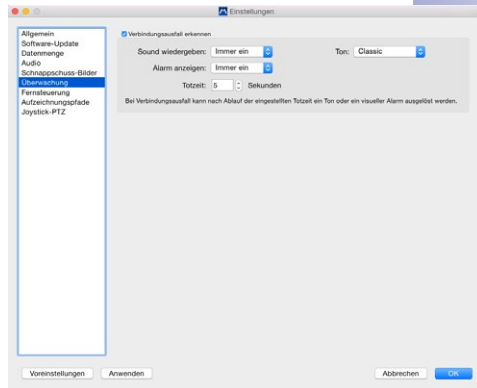 Einstellungen
Allgemein
Software-Update
Datenmenge
Audio
Schnappschuss-Bilder
Überwachung
Fernsteuerung
Aufzeichnungspfade
Joystick-PTZ
Verbindungsausfall erkennen
Sound wiedergeben: Immer ein Ton: Classic
Alarm anzeigen: Immer ein
Totzeit: 5 Sekunden
Bei Verbindungsausfall kann nach Ablauf der eingestellten Totzeit ein Ton oder ein visueller Alarm ausgelöst werden.
Voreinstellungen Anwenden Abbrechen OK